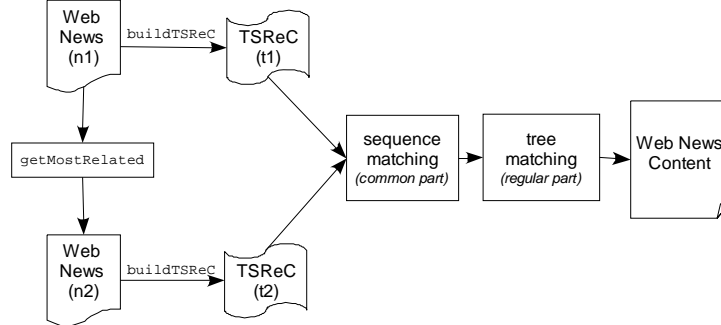 Web
News
(n1)
buildTSReC
TSReC
(t1)
getMostRelated
sequence
matching
(common part)
tree
matching
(regular part)
Web News
Content
Web
News
(n2)
buildTSReC
TSReC
(t2)